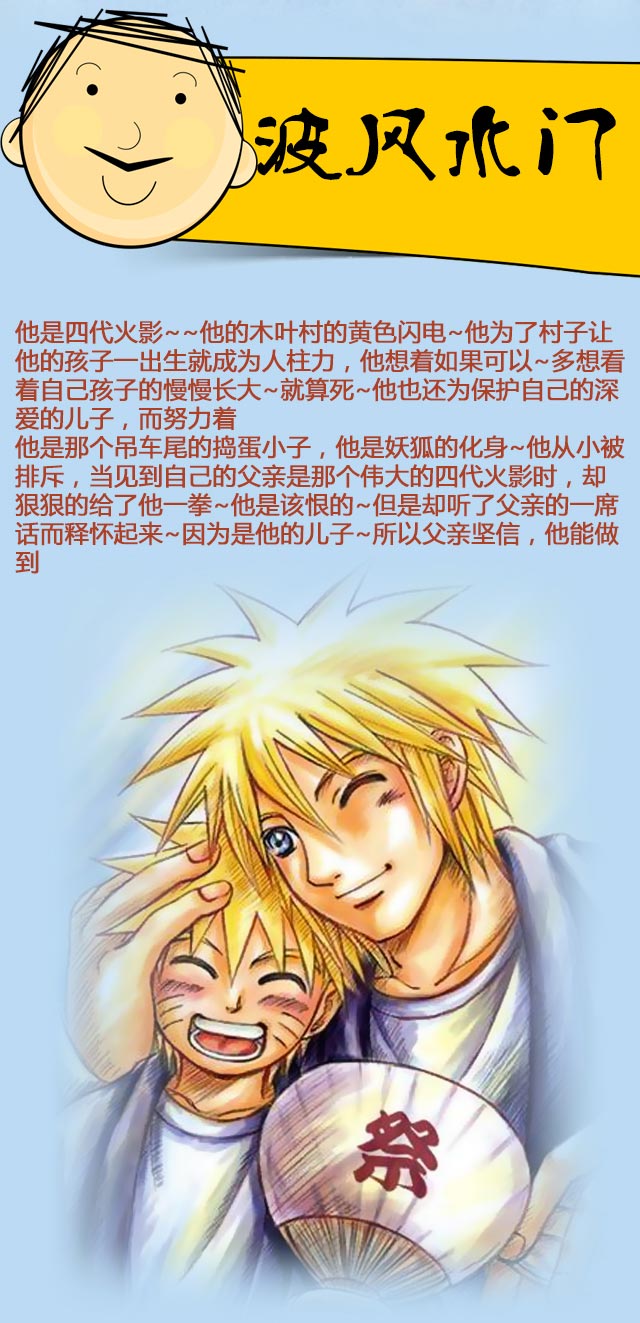 波风水门
他是四代火影~~他的木叶村的黄色闪电~他为了村子让
他的孩子一出生就成为人柱力，他想着如果可以~多想看
着自己孩子的慢慢长大~就算死~他也还为保护自己的深
爱的儿子，而努力着
他是那个吊车尾的捣蛋小子，他是妖狐的化身~他从小被
排斥，当见到自己的父亲是那个伟大的四代火影时，却
狠狠的给了他一拳~他是该恨的~但是却听了父亲的一席
话而释怀起来~因为是他的儿子~所以父亲坚信，他能做
到
祭